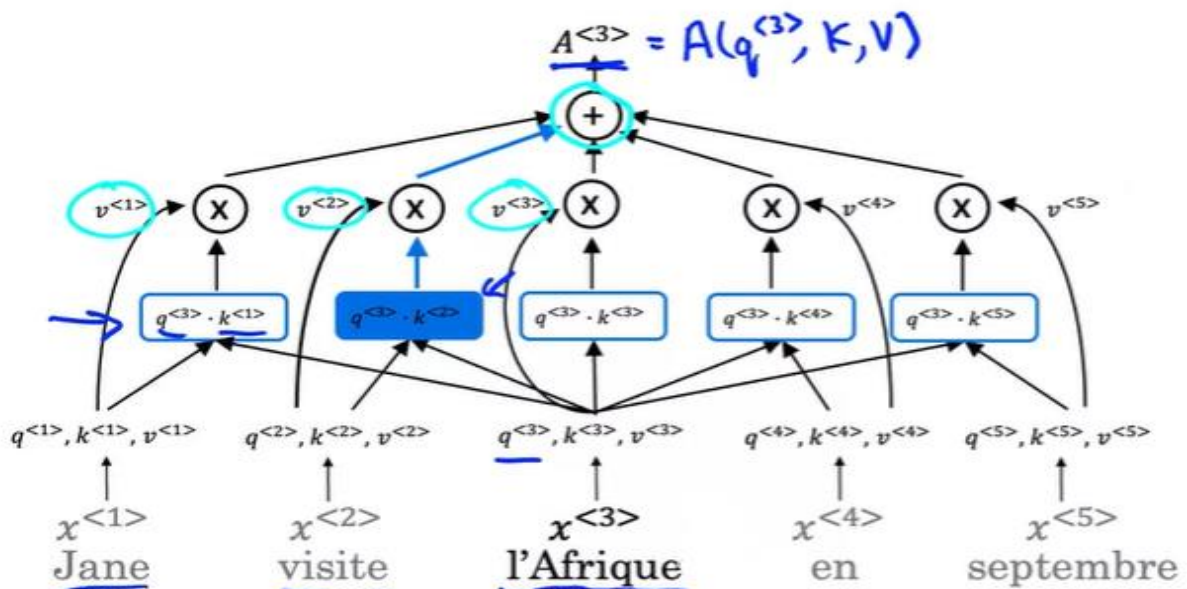 A<3> = A(q<3>, K, V)
+
v<1> X v<2> X v<3> X X v<4> X v<5>
q<3> · k<1> q<3> · k<2> q<3> · k<3> q<3> · k<4> q<3> · k<5>
q<1>, k<1>, v<1> q<2>, k<2>, v<2> q<3>, k<3>, v<3> q<4>, k<4>, v<4> q<5>, k<5>, v<5>
x<1> x<2> x<3> x<4> x<5>
Jane visite l'Afrique en septembre